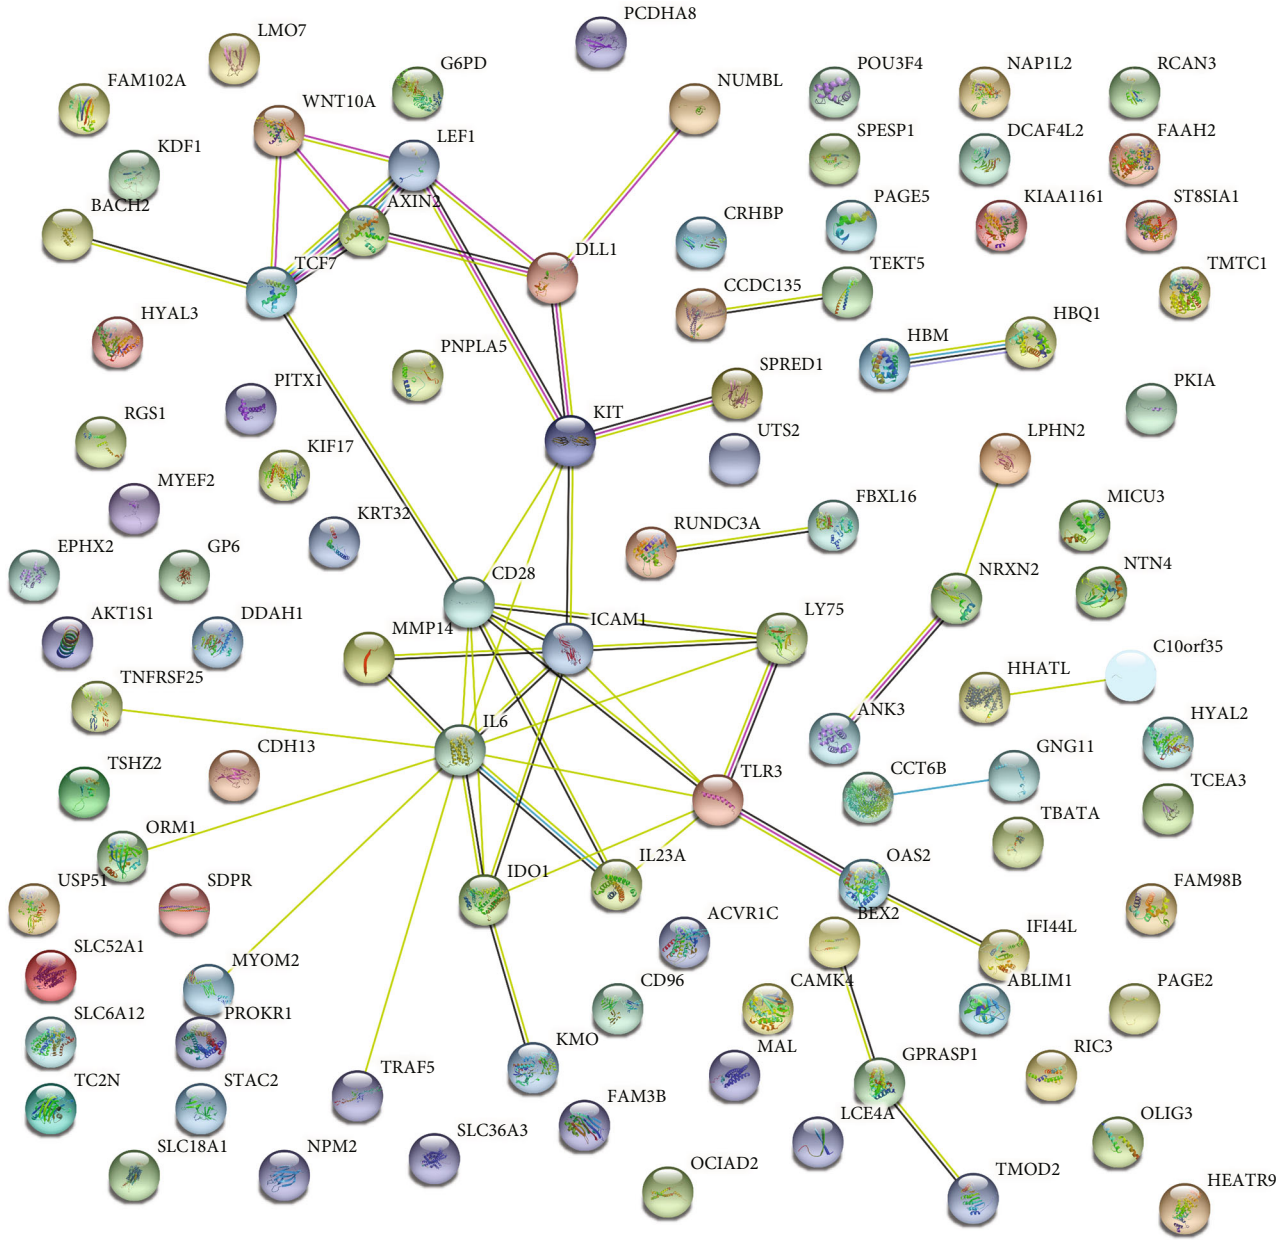 PCDHA8
LMO7
G6PD
NUMBL
POU3F4
NAP1L2
RCAN3
FAM102A
WNT10A
LEF1
SPESP1
DCAF4L2
FAAH2
KDF1
AXIN2
CRHBP
PAGE5
KIAA1161
ST8SIA1
BACH2
TCF7
DLL1
CCDC135
TEKT5
TMTC1
HYAL3
PNPLA5
HBM
HBQ1
PITX1
SPRED1
PKIA
RGS1
KIF17
KIT
UTS2
LPHN2
MYEF2
KRT32
RUNDC3A
FBXL16
MICU3
EPHX2
GP6
CD28
NRXN2
NTN4
AKT1S1
DDAH1
MMP14
ICAM1
LY75
C10orf35
TNFRSF25
IL6
ANK3
HHATL
HYAL2
TSHZ2
CDH13
TLR3
CCT6B
GNG11
TCEA3
ORM1
IDO1
IL23A
OAS2
TBATA
USP51
SDPR
ACVR1C
BEX2
IFI44L
FAM98B
SLC52A1
MYOM2
CD96
CAMK4
ABLIM1
PAGE2
SLC6A12
PROKR1
KMO
MAL
GPRASP1
RIC3
TC2N
STAC2
TRAF5
FAM3B
LCE4A
OLIG3
SLC18A1
NPM2
SLC36A3
OCIAD2
TMOD2
HEATR9